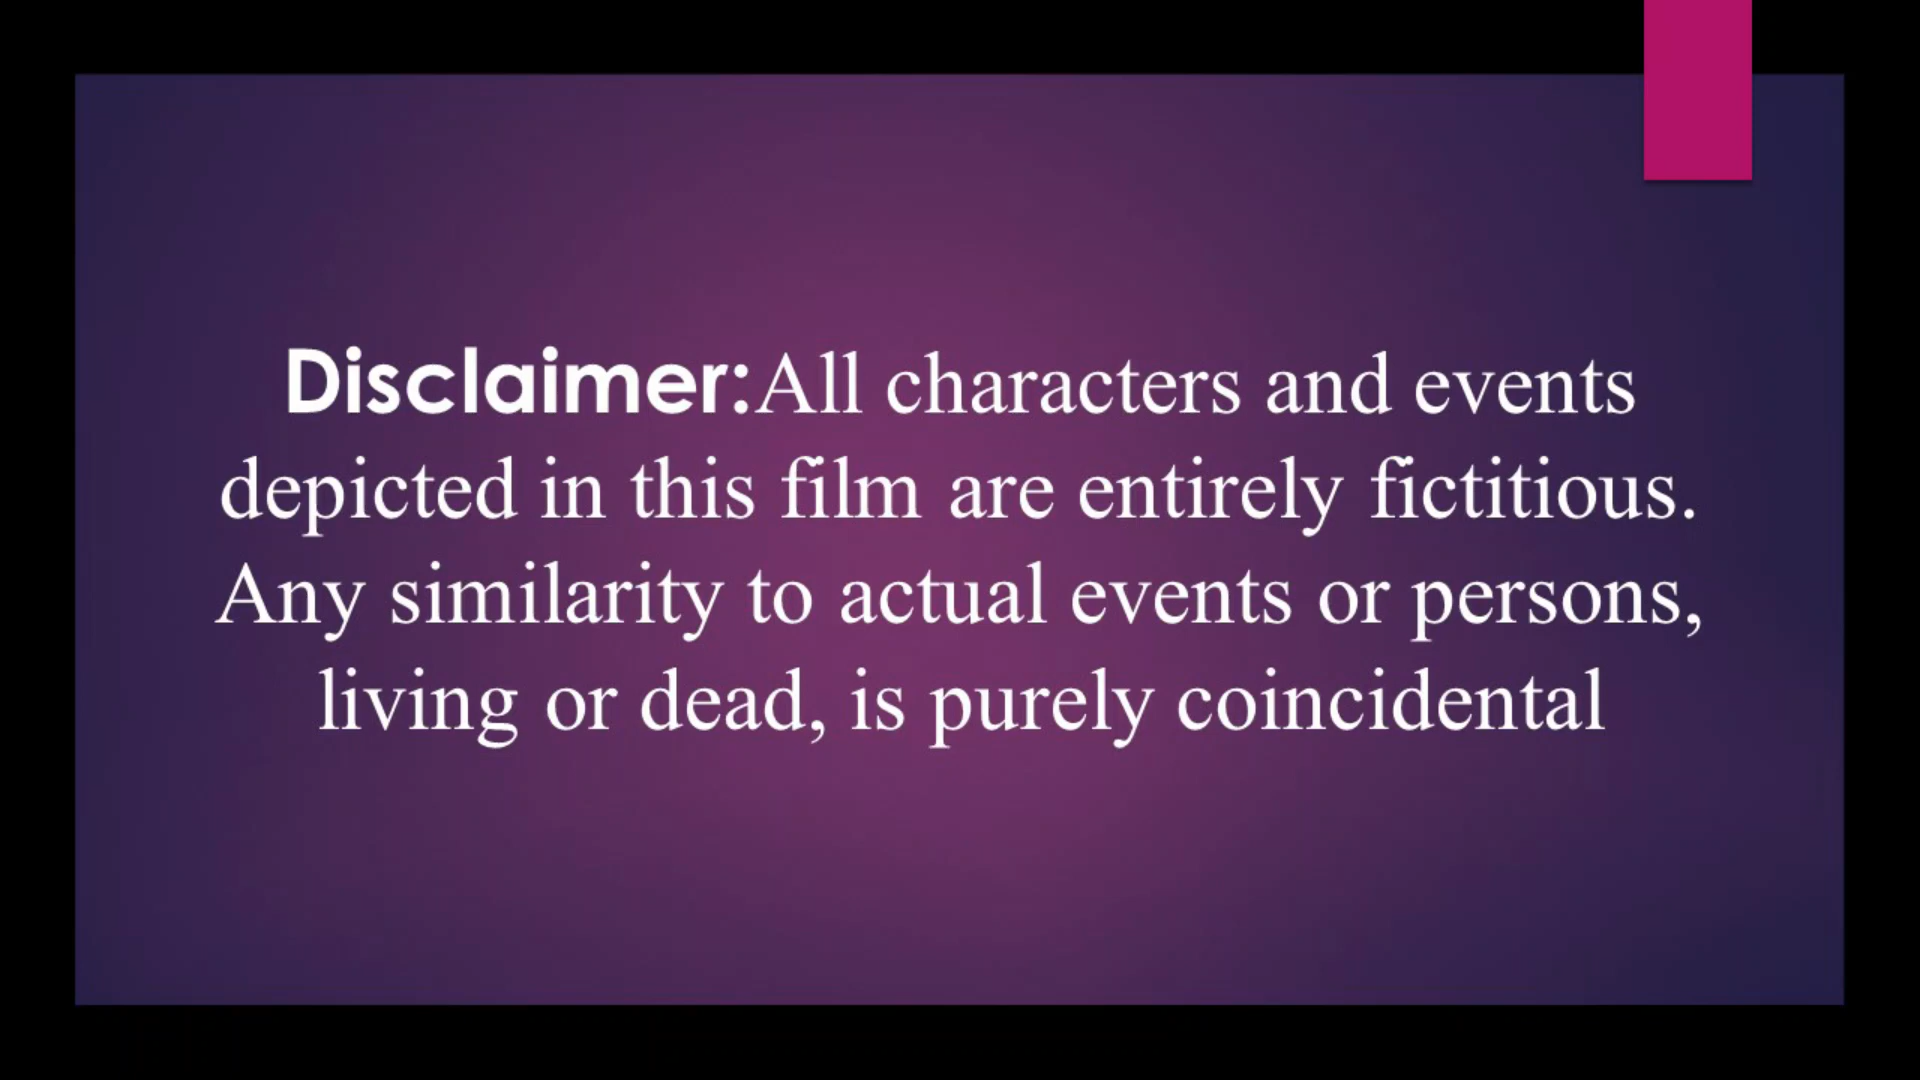 Disclaimer:All characters and events
depicted in this film are entirely fictitious.
Any similarity to actual events or persons,
living or dead, is purely coincidental